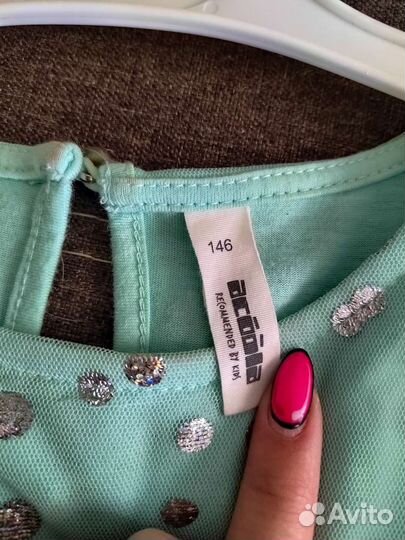 146
acoola
RECOMMENDED BY KIDS
Avito